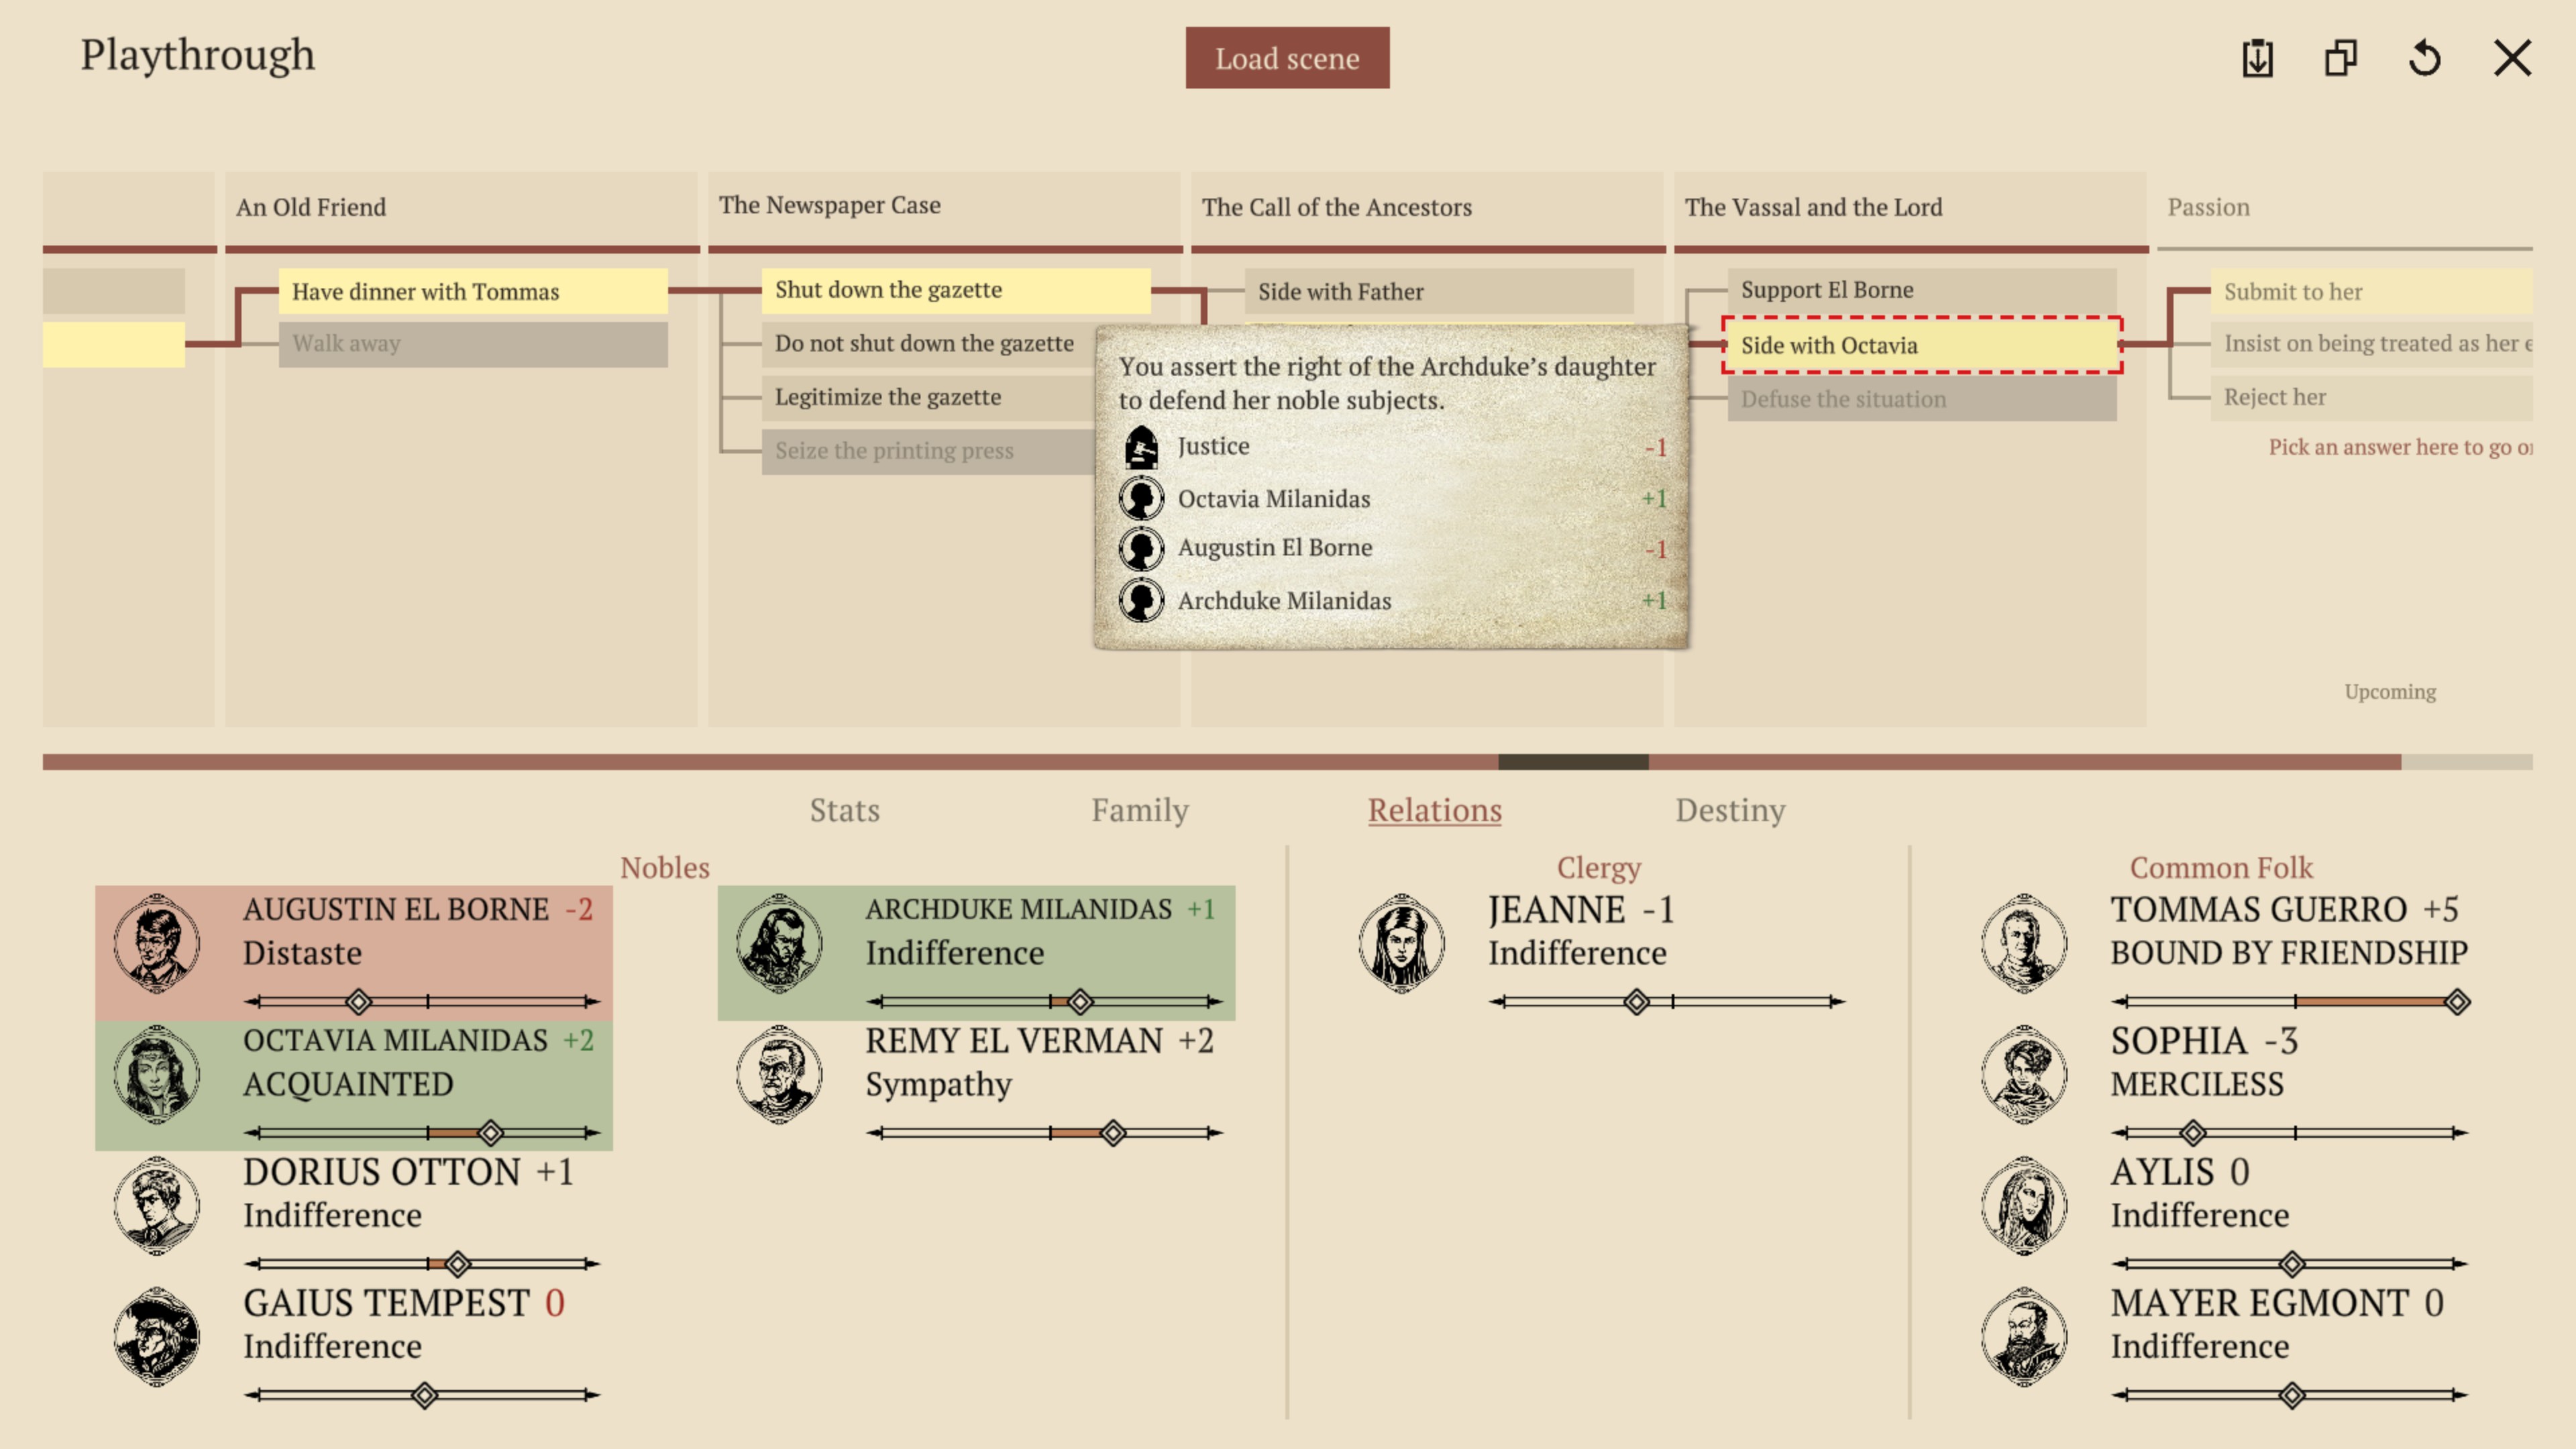 Playthrough
Load scene
An Old Friend
The Newspaper Case
The Call of the Ancestors
The Vassal and the Lord
Passion
Have dinner with Tommas
Walk away
Shut down the gazette
Do not shut down the gazette
Legitimize the gazette
Seize the printing press
Side with Father
You assert the right of the Archduke’s daughter
to defend her noble subjects.
Justice -1
Octavia Milanidas +1
Augustin El Borne -1
Archduke Milanidas +1
Support El Borne
Side with Octavia
Defuse the situation
Submit to her
Insist on being treated as her e
Reject her
Pick an answer here to go
Upcoming
Stats
Family
Relations
Destiny
Nobles
AUGUSTIN EL BORNE -2
Distaste
OCTAVIA MILANIDAS +2
ACQUAINTED
DORIUS OTTON +1
Indifference
GAIUS TEMPEST 0
Indifference
ARCHDUKE MILANIDAS +1
Indifference
REMY EL VERMAN +2
Sympathy
Clergy
JEANNE -1
Indifference
Common Folk
TOMMAS GUERRO +5
BOUND BY FRIENDSHIP
SOPHIA -3
MERCILESS
AYLIS 0
Indifference
MAYER EGMONT 0
Indifference